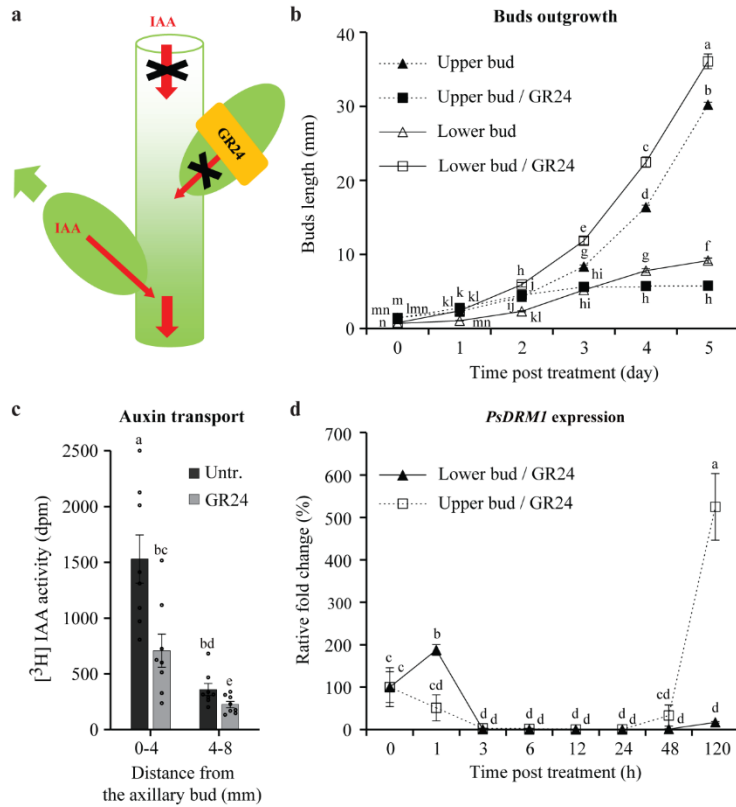 a
IAA
GR24
IAA
b
Buds outgrowth
Upper bud
Upper bud / GR24
Lower bud
Lower bud / GR24
Buds length (mm)
40
30
20
10
0
a
b
c
d
e
g
g
f
h
i
hi
h
h
hi
ij
kl
k
kl
kl
mn
m
mn
lmn
n
0 1 2 3 4 5
Time post treatment (day)
c
Auxin transport
Untr.
GR24
[³H] IAA activity (dpm)
2500
2000
1500
1000
500
0
a
bc
bd
e
0-4 4-8
Distance from
the axillary bud (mm)
d
PsDRM1 expression
Lower bud / GR24
Upper bud / GR24
Rative fold change (%)
700
600
500
400
300
200
100
0
a
b
c
c
cd
d d
d d
d d
d d
cd
d
d
0 1 3 6 12 24 48 120
Time post treatment (h)